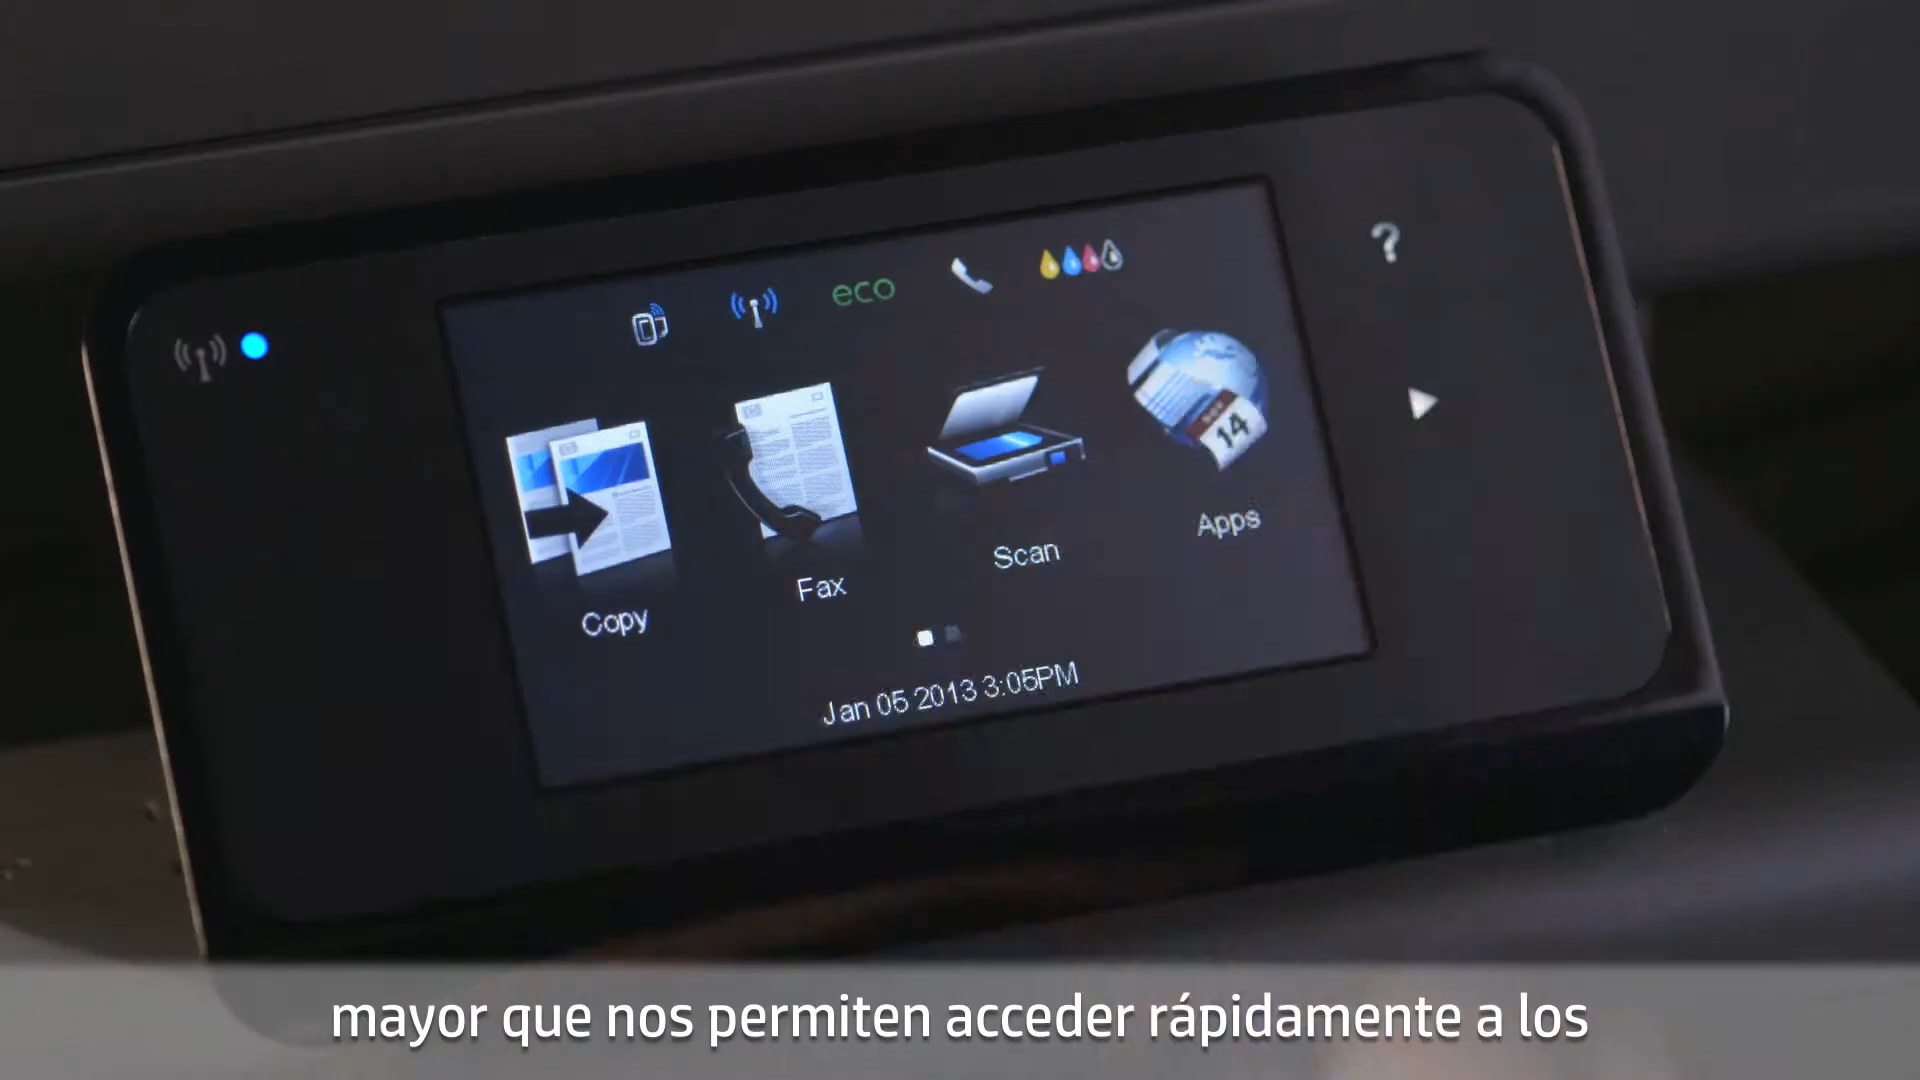 eco
?
14
Copy
Fax
Scan
Apps
Jan 05 2013 3:05PM
mayor que nos permiten acceder rápidamente a los